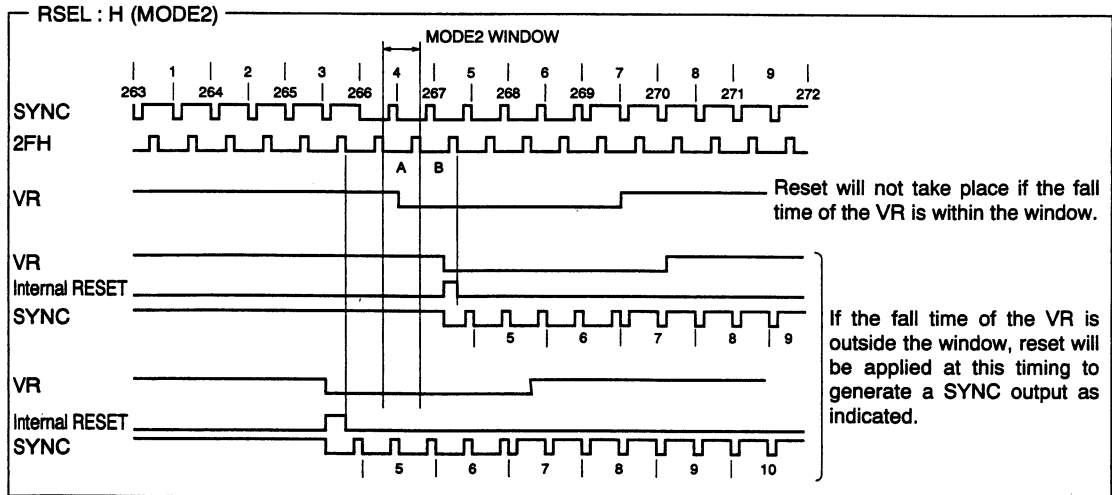 RSEL : H (MODE2)
MODE2 WINDOW
1 2 3 4 5 6 7 8 9
263 264 265 266 267 268 269 270 271 272
SYNC
2FH
A B
VR
Reset will not take place if the fall
time of the VR is within the window.
VR
Internal RESET
SYNC
5 6 7 8 9
If the fall time of the VR is
outside the window, reset will
be applied at this timing to
generate a SYNC output as
indicated.
VR
Internal RESET
SYNC
5 6 7 8 9 10